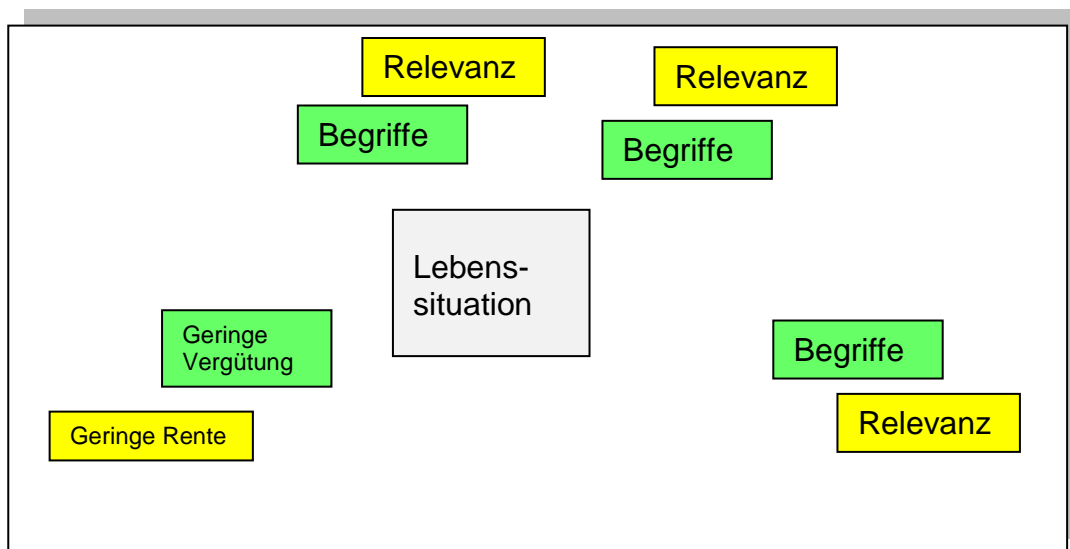 Relevanz
Relevanz
Begriffe
Begriffe
Lebens-
situation
Geringe
Vergütung
Begriffe
Geringe Rente
Relevanz